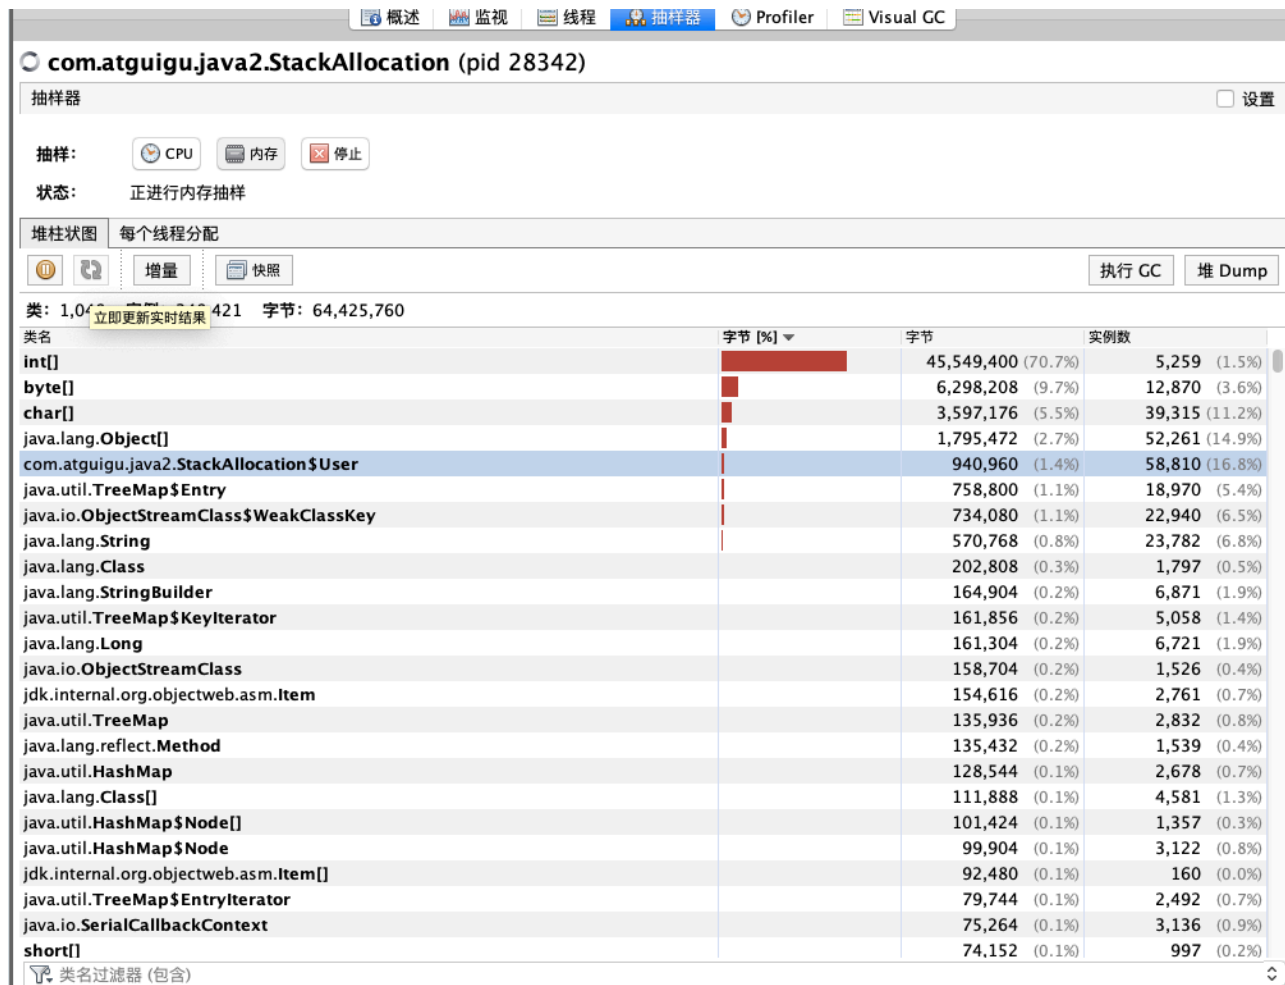 概述 监视 线程 抽样器 Profiler Visual GC
com.atguigu.java2.StackAllocation (pid 28342)
抽样器 设置
抽样： CPU 内存 停止
状态： 正进行内存抽样
堆柱状图 每个线程分配
增量 快照 执行 GC 堆 Dump
类： 1,04 421 字节： 64,425,760
立即更新实时结果
类名 字节 [%] 字节 实例数
int[] 45,549,400 (70.7%) 5,259 (1.5%)
byte[] 6,298,208 (9.7%) 12,870 (3.6%)
char[] 3,597,176 (5.5%) 39,315 (11.2%)
java.lang.Object[] 1,795,472 (2.7%) 52,261 (14.9%)
com.atguigu.java2.StackAllocation$User 940,960 (1.4%) 58,810 (16.8%)
java.util.TreeMap$Entry 758,800 (1.1%) 18,970 (5.4%)
java.io.ObjectStreamClass$WeakClassKey 734,080 (1.1%) 22,940 (6.5%)
java.lang.String 570,768 (0.8%) 23,782 (6.8%)
java.lang.Class 202,808 (0.3%) 1,797 (0.5%)
java.lang.StringBuilder 164,904 (0.2%) 6,871 (1.9%)
java.util.TreeMap$KeyIterator 161,856 (0.2%) 5,058 (1.4%)
java.lang.Long 161,304 (0.2%) 6,721 (1.9%)
java.io.ObjectStreamClass 158,704 (0.2%) 1,526 (0.4%)
jdk.internal.org.objectweb.asm.Item 154,616 (0.2%) 2,761 (0.7%)
java.util.TreeMap 135,936 (0.2%) 2,832 (0.8%)
java.lang.reflect.Method 135,432 (0.2%) 1,539 (0.4%)
java.util.HashMap 128,544 (0.1%) 2,678 (0.7%)
java.lang.Class[] 111,888 (0.1%) 4,581 (1.3%)
java.util.HashMap$Node[] 101,424 (0.1%) 1,357 (0.3%)
java.util.HashMap$Node 99,904 (0.1%) 3,122 (0.8%)
jdk.internal.org.objectweb.asm.Item[] 92,480 (0.1%) 160 (0.0%)
java.util.TreeMap$EntryIterator 79,744 (0.1%) 2,492 (0.7%)
java.io.SerialCallbackContext 75,264 (0.1%) 3,136 (0.9%)
short[] 74,152 (0.1%) 997 (0.2%)
类名过滤器 (包含)